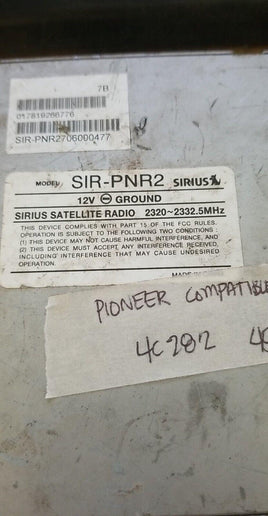 7B
SIR-PNR2706000477
MODEL SIR-PNR2 SIRIUS
12V ⊖ GROUND
SIRIUS SATELLITE RADIO 2320~2332.5MHz
THIS DEVICE COMPLIES WITH PART 15 OF THE FCC RULES.
OPERATION IS SUBJECT TO THE FOLLOWING TWO CONDITIONS :
(1) THIS DEVICE MAY NOT CAUSE HARMFUL INTERFERENCE, AND
(2) THIS DEVICE MUST ACCEPT ANY INTERFERENCE RECEIVED,
INCLUDING INTERFERENCE THAT MAY CAUSE UNDESIRED
OPERATION.
PIONEER COMPATIBLE
4C282